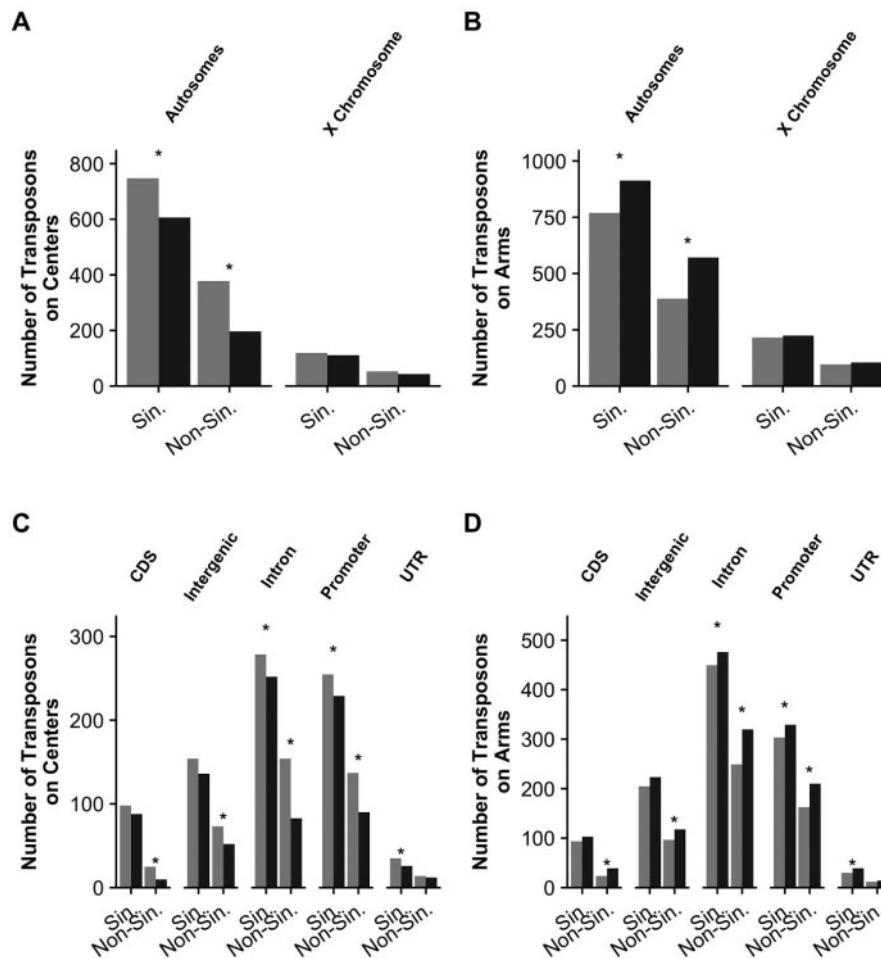 A
Autosomes
X Chromosome
Number of Transposons
on Centers
800
600
400
200
0
*
*
Sin.
Non-Sin.
Sin.
Non-Sin.
B
Autosomes
X Chromosome
Number of Transposons
on Arms
1000
750
500
250
0
*
*
Sin.
Non-Sin.
Sin.
Non-Sin.
C
CDS
Intergenic
Intron
Promoter
UTR
Number of Transposons
on Centers
300
200
100
0
*
*
*
*
*
*
*
Sin.
Non-Sin.
Sin.
Non-Sin.
Sin.
Non-Sin.
Sin.
Non-Sin.
Sin.
Non-Sin.
D
CDS
Intergenic
Intron
Promoter
UTR
Number of Transposons
on Arms
500
400
300
200
100
0
*
*
*
*
*
*
*
Sin.
Non-Sin.
Sin.
Non-Sin.
Sin.
Non-Sin.
Sin.
Non-Sin.
Sin.
Non-Sin.